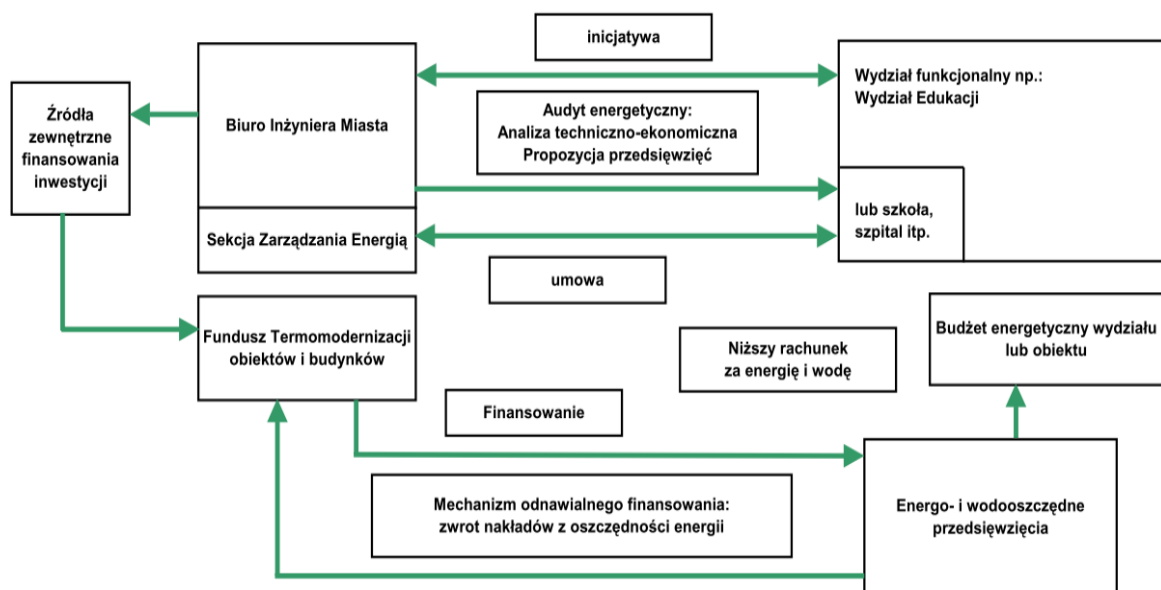 inicjatywa
Źródła
zewnętrzne
finansowania
inwestycji
Biuro Inżyniera Miasta
Audyt energetyczny:
Analiza techniczno-ekonomiczna
Propozycja przedsięwzięć
Wydział funkcjonalny np.:
Wydział Edukacji
lub szkoła,
szpital itp.
Sekcja Zarządzania Energią
umowa
Fundusz Termomodernizacji
obiektów i budynków
Niższy rachunek
za energię i wodę
Budżet energetyczny wydziału
lub obiektu
Finansowanie
Mechanizm odnawialnego finansowania:
zwrot nakładów z oszczędności energii
Energo- i wodooszczędne
przedsięwzięcia